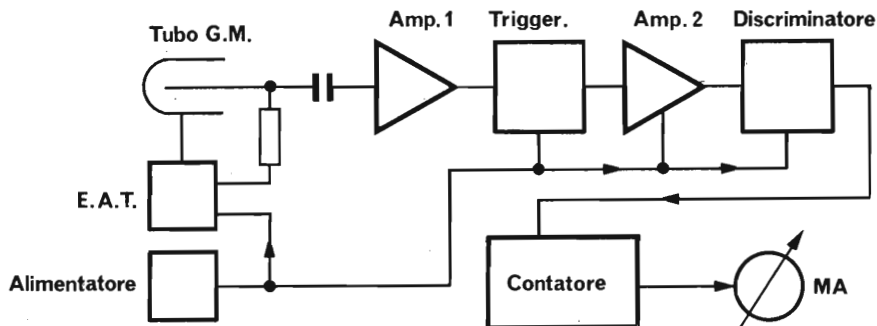 Tubo G.M.
Amp. 1
Trigger.
Amp. 2
Discriminatore
E.A.T.
Alimentatore
Contatore
MA